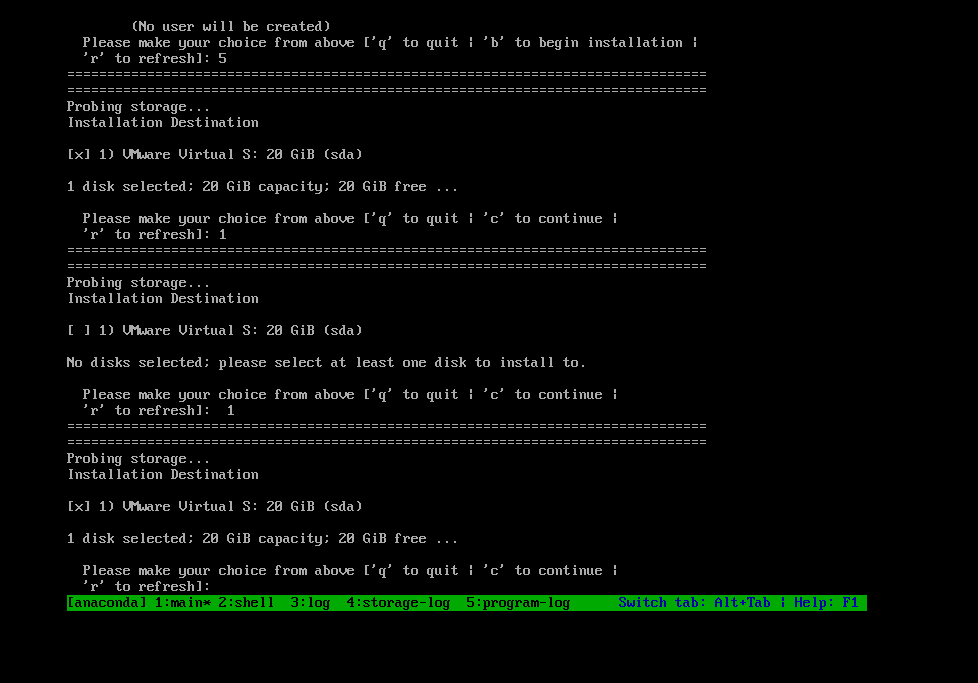 (No user will be created)
Please make your choice from above ['q' to quit | 'b' to begin installation |
'r' to refresh]: 5
================================================================================
================================================================================
Probing storage...
Installation Destination
[x] 1) VMware Virtual S: 20 GiB (sda)
1 disk selected; 20 GiB capacity; 20 GiB free ...
Please make your choice from above ['q' to quit | 'c' to continue |
'r' to refresh]: 1
================================================================================
================================================================================
Probing storage...
Installation Destination
[ ] 1) VMware Virtual S: 20 GiB (sda)
No disks selected; please select at least one disk to install to.
Please make your choice from above ['q' to quit | 'c' to continue |
'r' to refresh]:  1
================================================================================
================================================================================
Probing storage...
Installation Destination
[x] 1) VMware Virtual S: 20 GiB (sda)
1 disk selected; 20 GiB capacity; 20 GiB free ...
Please make your choice from above ['q' to quit | 'c' to continue |
'r' to refresh]:
[anaconda] 1:main* 2:shell  3:log  4:storage-log  5:program-log      Switch tab: Alt+Tab | Help: F1